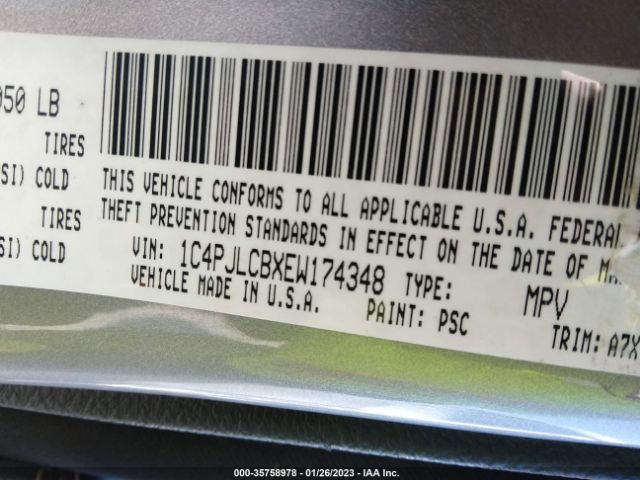 950 LB
TIRES
SI) COLD
TIRES
SI) COLD
THIS VEHICLE CONFORMS TO ALL APPLICABLE U.S.A. FEDERAL
THEFT PREVENTION STANDARDS IN EFFECT ON THE DATE OF MA
VIN: 1C4PJLCBXEW174348 TYPE: MPV
VEHICLE MADE IN U.S.A. PAINT: PSC TRIM: A7X
000-35758978 - 01/26/2023 - IAA Inc.